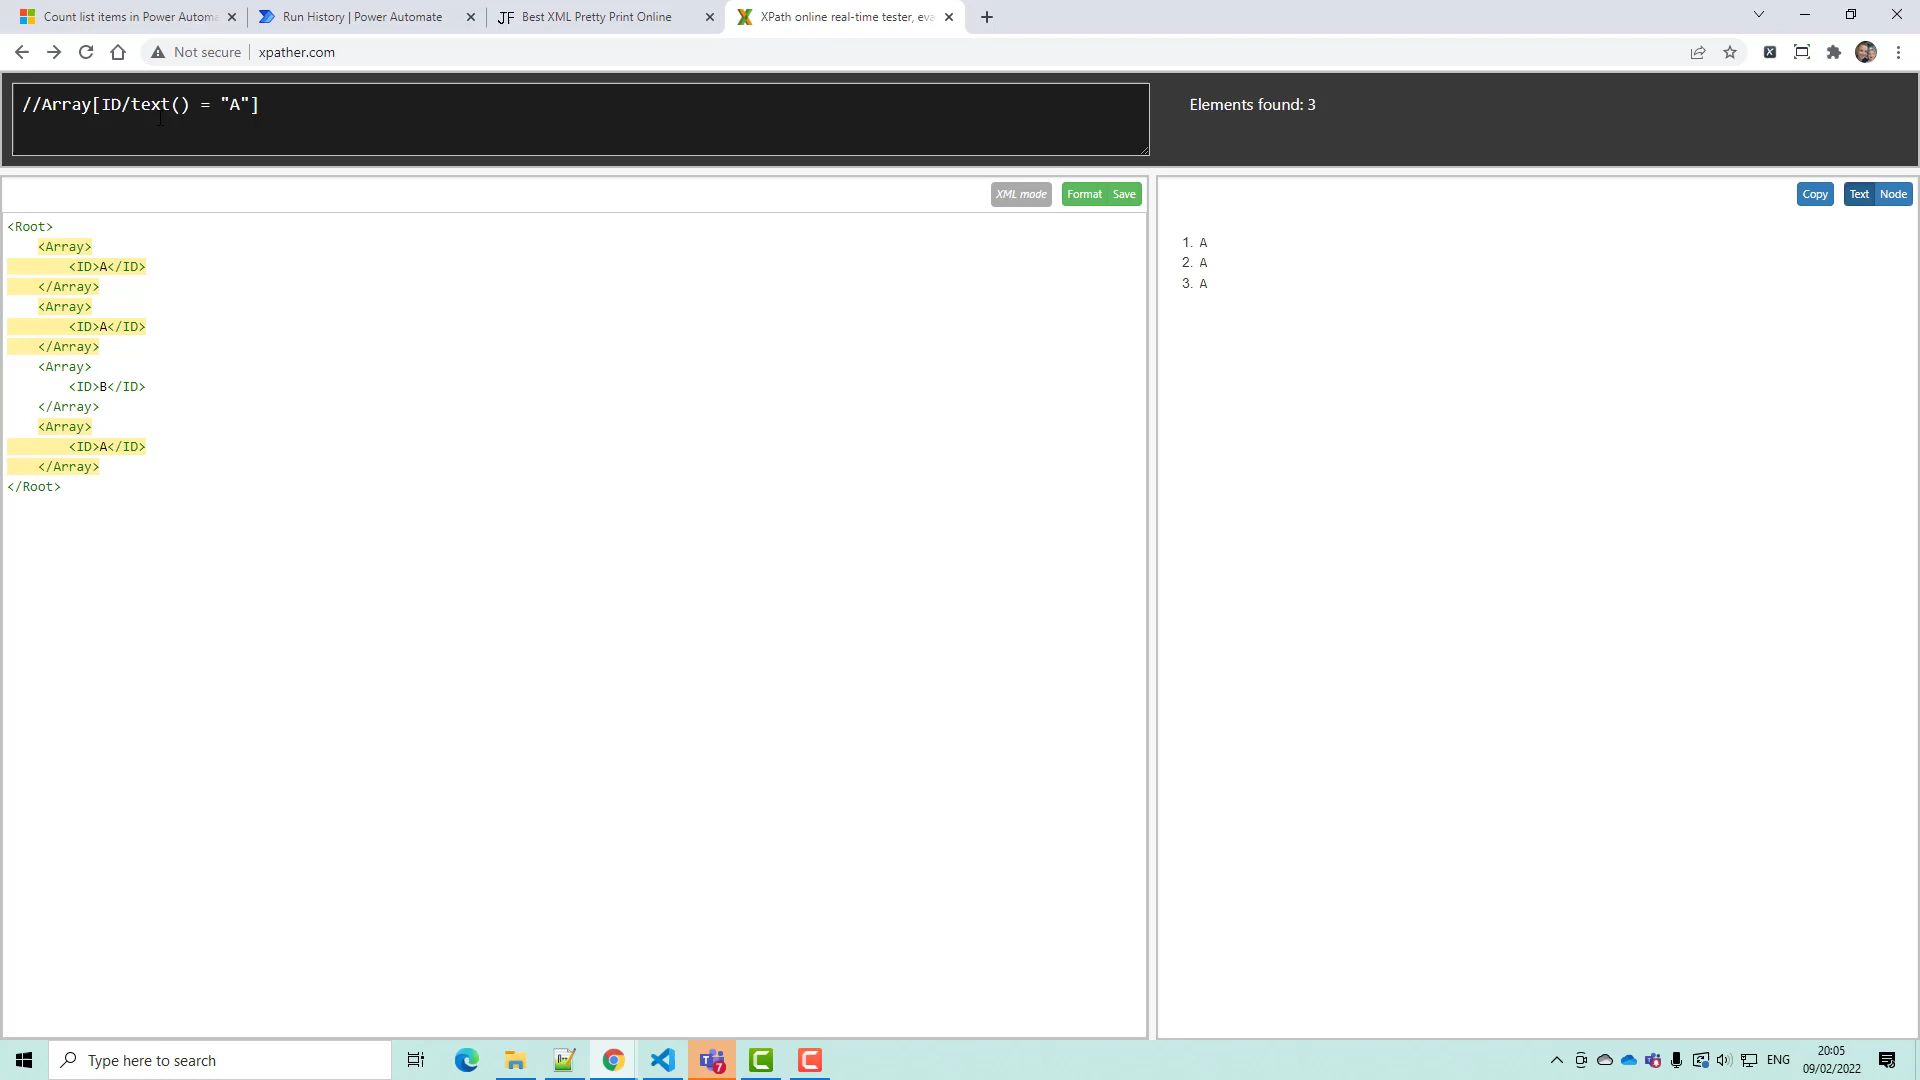 Count list items in Power Automa
Run History | Power Automate
JF Best XML Pretty Print Online
XPath online real-time tester, eva
Not secure xpather.com
//Array[ID/text() = "A"]
Elements found: 3
XML mode Format Save
Copy Text Node
<Root>
<Array>
<ID>A</ID>
</Array>
<Array>
<ID>A</ID>
</Array>
<Array>
<ID>B</ID>
</Array>
<Array>
<ID>A</ID>
</Array>
</Root>
1. A
2. A
3. A
Type here to search
7
ENG
20:05
09/02/2022